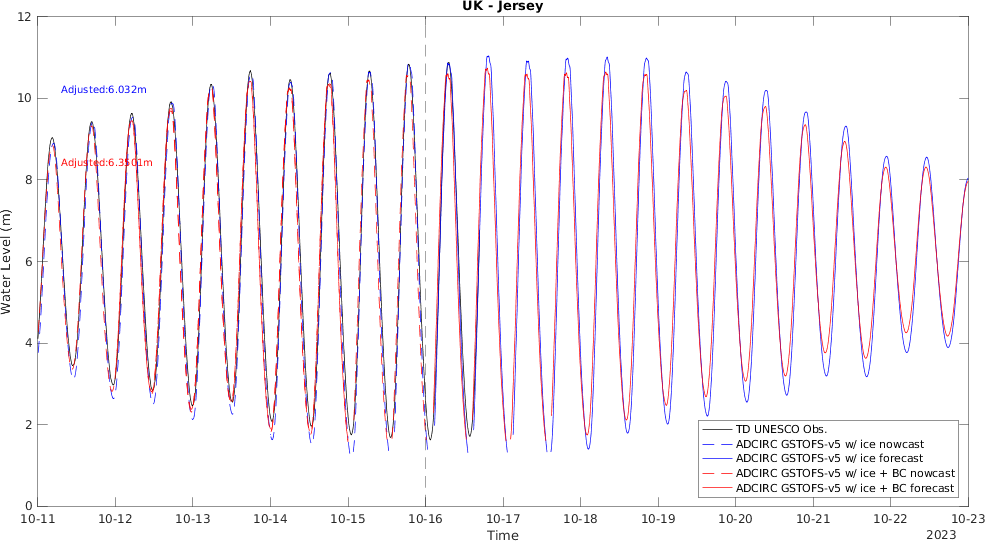 UK - Jersey
12
10
8
6
4
2
0
Water Level (m)
Adjusted:6.032m
Adjusted:6.3501m
TD UNESCO Obs.
ADCIRC GSTOFS-v5 w/ ice nowcast
ADCIRC GSTOFS-v5 w/ ice forecast
ADCIRC GSTOFS-v5 w/ ice + BC nowcast
ADCIRC GSTOFS-v5 w/ ice + BC forecast
10-11 10-12 10-13 10-14 10-15 10-16 10-17 10-18 10-19 10-20 10-21 10-22 10-23
Time
2023